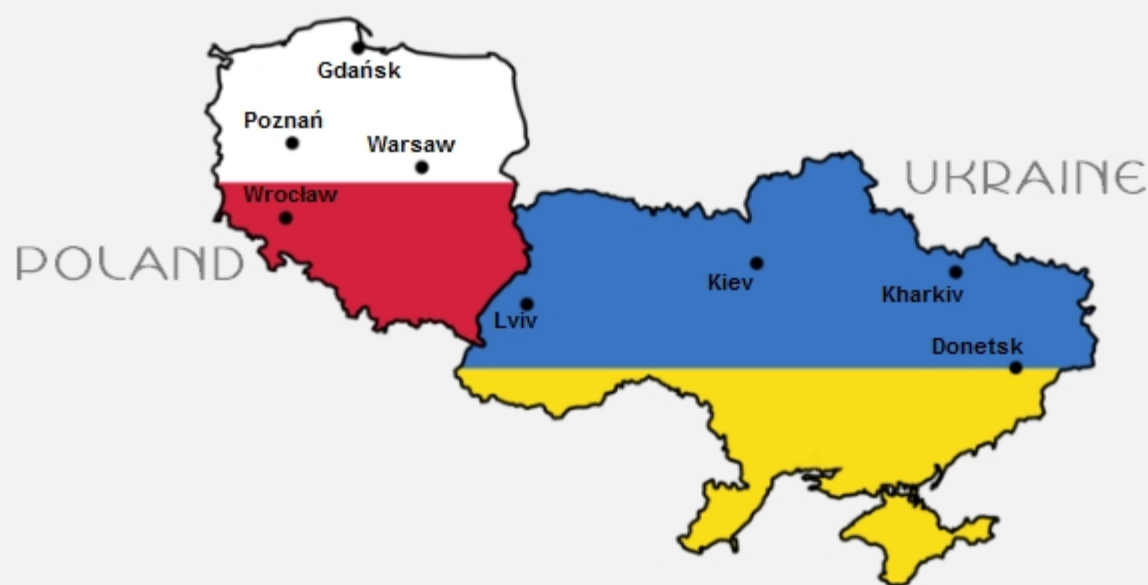 Gdańsk
Poznań
Warsaw
Wrocław
POLAND
UKRAINE
Kiev
Kharkiv
Lviv
Donetsk